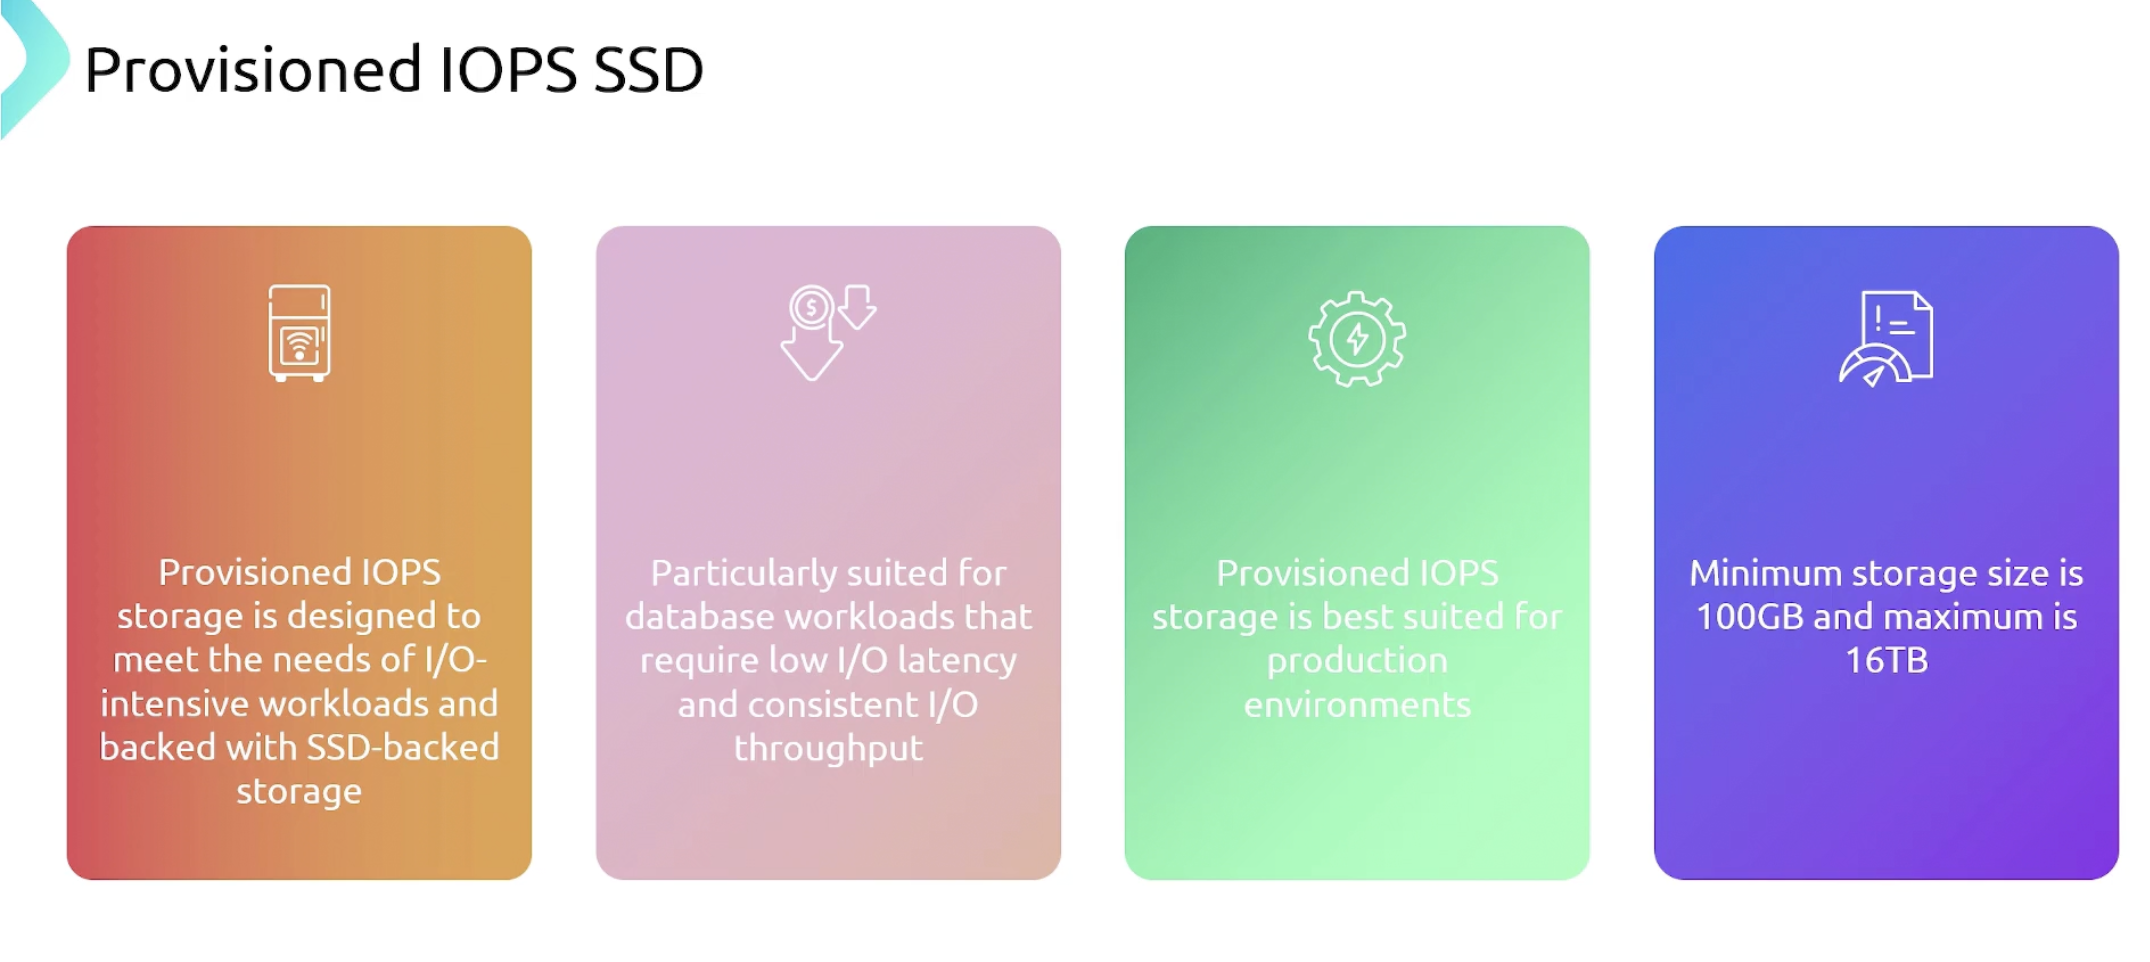 Provisioned IOPS SSD
Provisioned IOPS
storage is designed to
meet the needs of I/O-
intensive workloads and
backed with SSD-backed
storage
Particularly suited for
database workloads that
require low I/O latency
and consistent I/O
throughput
Provisioned IOPS
storage is best suited for
production
environments
Minimum storage size is
100GB and maximum is
16TB